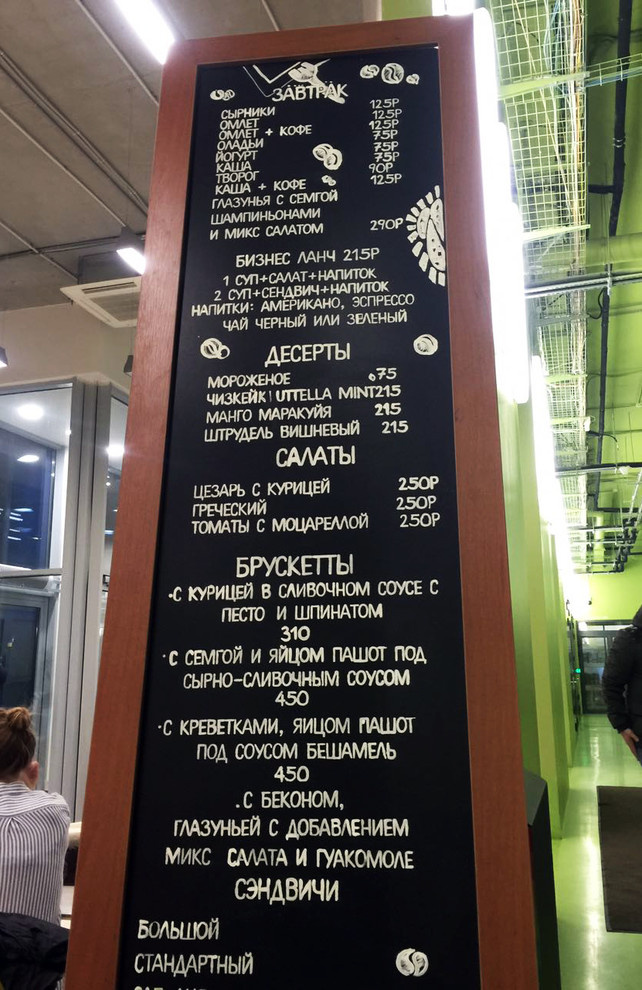 ЗАВТРАК
СЫРНИКИ 125Р
ОМЛЕТ 125Р
ОМЛЕТ + КОФЕ 125Р
ОЛАДЬИ 75Р
ЙОГУРТ 75Р
КАША 75Р
ТВОРОГ 90Р
КАША + КОФЕ 125Р
ГЛАЗУНЬЯ С СЕМГОЙ
ШАМПИНЬОНАМИ
И МИКС САЛАТОМ 290Р
БИЗНЕС ЛАНЧ 215Р
1 СУП+САЛАТ+НАПИТОК
2 СУП+СЕНДВИЧ+НАПИТОК
НАПИТКИ: АМЕРИКАНО, ЭСПРЕССО
ЧАЙ ЧЕРНЫЙ ИЛИ ЗЕЛЕНЫЙ
ДЕСЕРТЫ
МОРОЖЕНОЕ 75
ЧИЗКЕЙК UTTELLA MINT 215
МАНГО МАРАКУЙЯ 215
ШТРУДЕЛЬ ВИШНЕВЫЙ 215
САЛАТЫ
ЦЕЗАРЬ С КУРИЦЕЙ 250Р
ГРЕЧЕСКИЙ 250Р
ТОМАТЫ С МОЦАРЕЛЛОЙ 250Р
БРУСКЕТТЫ
·С КУРИЦЕЙ В СЛИВОЧНОМ СОУСЕ С
ПЕСТО И ШПИНАТОМ
310
·С СЕМГОЙ И ЯЙЦОМ ПАШОТ ПОД
СЫРНО-СЛИВОЧНЫМ СОУСОМ
450
·С КРЕВЕТКАМИ, ЯИЦОМ ПАШОТ
ПОД СОУСОМ БЕШАМЕЛЬ
450
.С БЕКОНОМ,
ГЛАЗУНЬЕЙ С ДОБАВЛЕНИЕМ
МИКС САЛАТА И ГУАКОМОЛЕ
СЭНДВИЧИ
БОЛЬШОЙ
СТАНДАРТНЫЙ